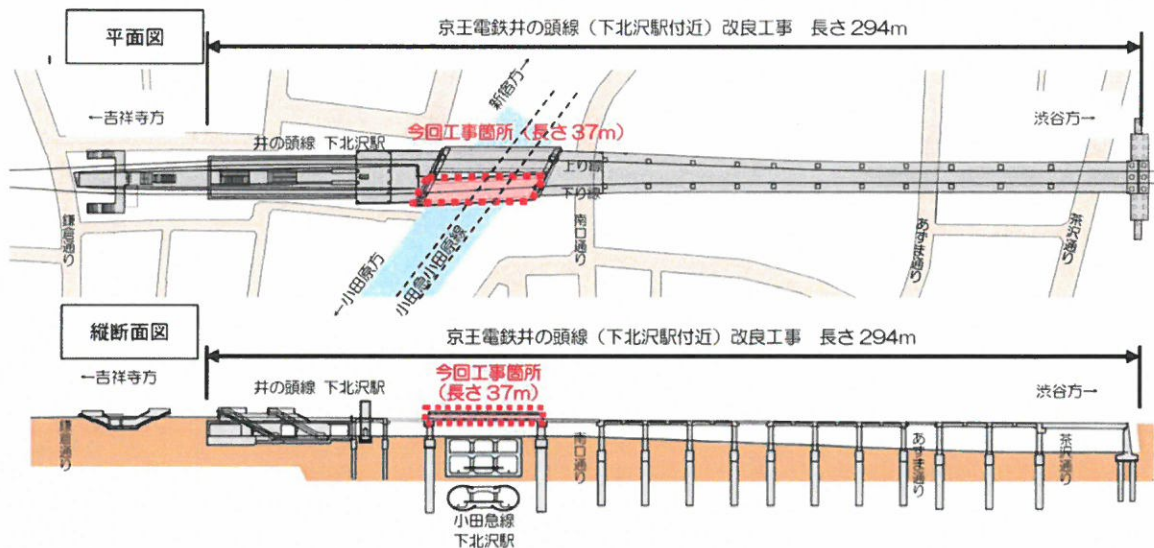 平面図
京王電鉄井の頭線（下北沢駅付近）改良工事　長さ294m
←吉祥寺方
新宿方→
渋谷方→
今回工事箇所（長さ37m）
井の頭線 下北沢駅
上り線
下り線
鎌倉通り
←小田原方
小田急小田原線
南口通り
あずま通り
茶沢通り
縦断面図
京王電鉄井の頭線（下北沢駅付近）改良工事　長さ294m
←吉祥寺方
今回工事箇所
（長さ37m）
井の頭線 下北沢駅
渋谷方→
鎌倉通り
南口通り
あずま通り
茶沢通り
小田急線
下北沢駅